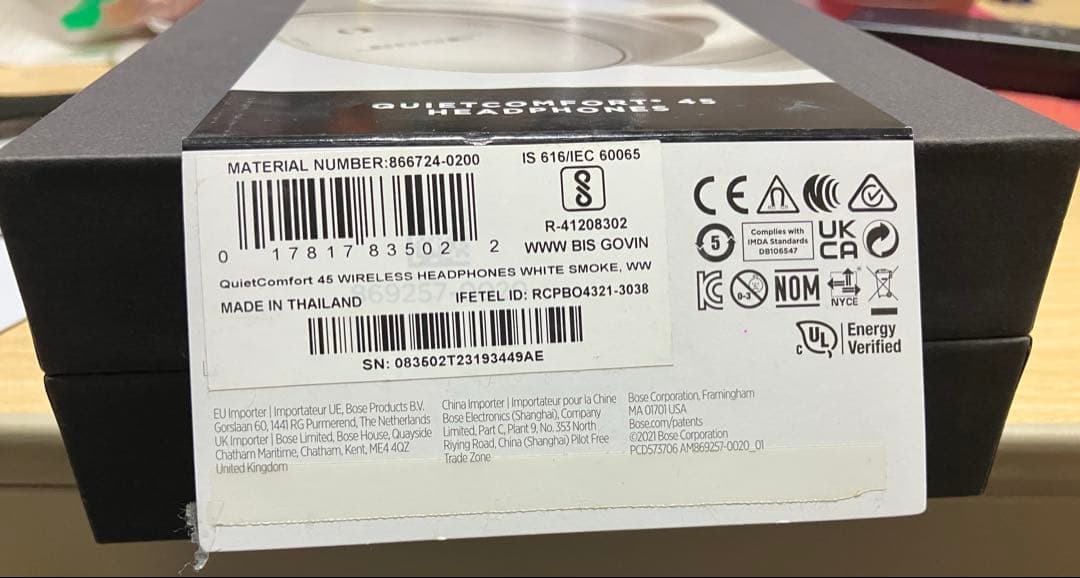 QUIETCOMFORT® 45
HEADPHONES
MATERIAL NUMBER:866724-0200
IS 616/IEC 60065
R-41208302
WWW BIS GOVIN
0 17817 83502 2
QuietComfort 45 WIRELESS HEADPHONES WHITE SMOKE, WW
MADE IN THAILAND
IFETEL ID: RCPBO4321-3038
SN: 083502T23193449AE
CE
5
Complies with
IMDA Standards
DB106547
UK
CA
0-3
NOM
NYCE
C UL
Energy
Verified
EU Importer | Importateur UE, Bose Products B.V.
Gorslaan 60, 1441 RG Purmerend, The Netherlands
UK Importer | Bose Limited, Bose House, Quayside
Chatham Maritime, Chatham, Kent, ME4 4QZ
United Kingdom
China Importer | Importateur pour la Chine
Bose Electronics (Shanghai), Company
Limited, Part C, Plant 9, No. 353 North
Riying Road, China (Shanghai) Pilot Free
Trade Zone
Bose Corporation, Framingham
MA 01701 USA
Bose.com/patents
©2021 Bose Corporation
PCD573706 AM869257-0020_01